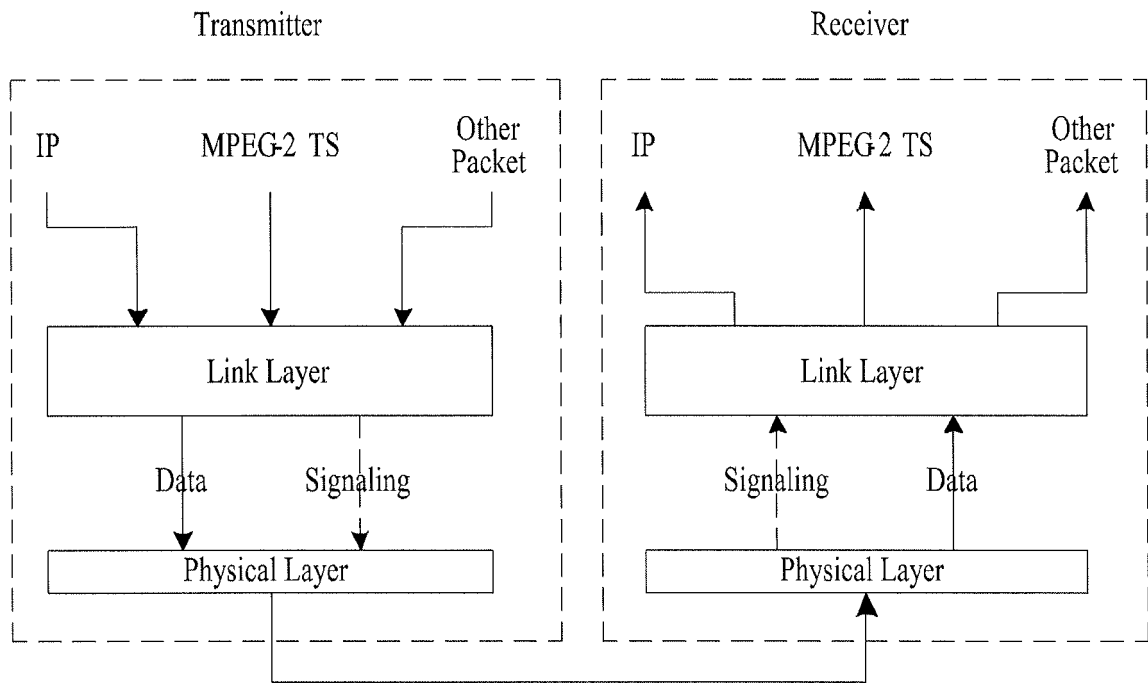 Transmitter
Receiver
IP
MPEG-2 TS
Other
Packet
Link Layer
Data
Signaling
Physical Layer
IP
MPEG-2 TS
Other
Packet
Link Layer
Signaling
Data
Physical Layer